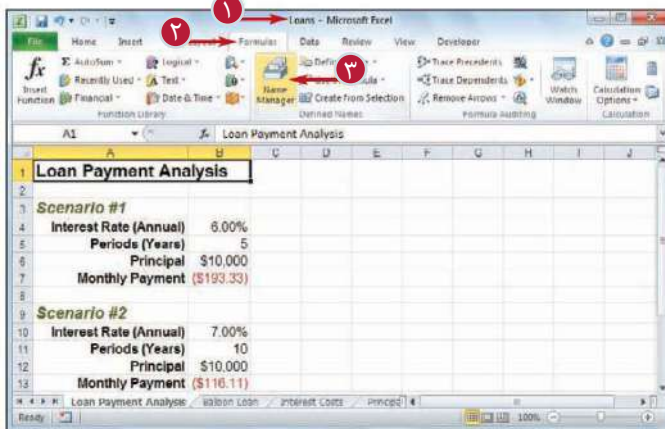 ۱
Loans - Microsoft Excel
۲
File Home Insert Formulas Data Review View Developer
۳
fx Insert Function
Σ AutoSum
Recently Used
Financial
Logical
Text
Date & Time
Function Library
Name Manager
Create from Selection
Defined Names
Trace Precedents
Trace Dependents
Remove Arrows
Formula Auditing
Watch Window
Calculation Options
Calculation
A1 fx Loan Payment Analysis
A B C D E F G H I J
1 Loan Payment Analysis
2
3 Scenario #1
4 Interest Rate (Annual) 6.00%
5 Periods (Years) 5
6 Principal $10,000
7 Monthly Payment ($193.33)
8
9 Scenario #2
10 Interest Rate (Annual) 7.00%
11 Periods (Years) 10
12 Principal $10,000
13 Monthly Payment ($116.11)
Loan Payment Analysis Balloon Loan Interest Costs
Ready 100%